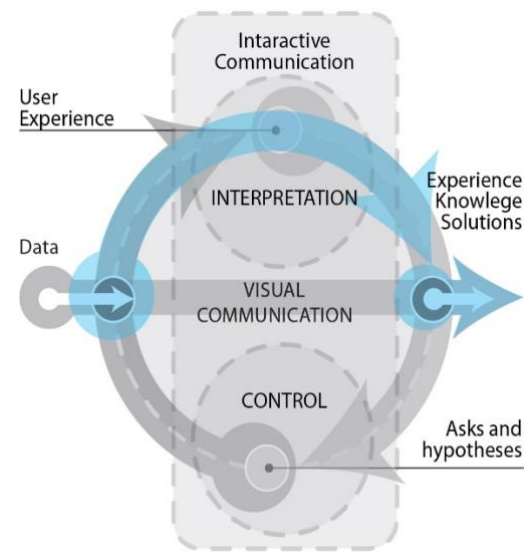 Intaractive
Communication
User
Experience
INTERPRETATION
Experience
Knowlege
Solutions
Data
VISUAL
COMMUNICATION
CONTROL
Asks and
hypotheses